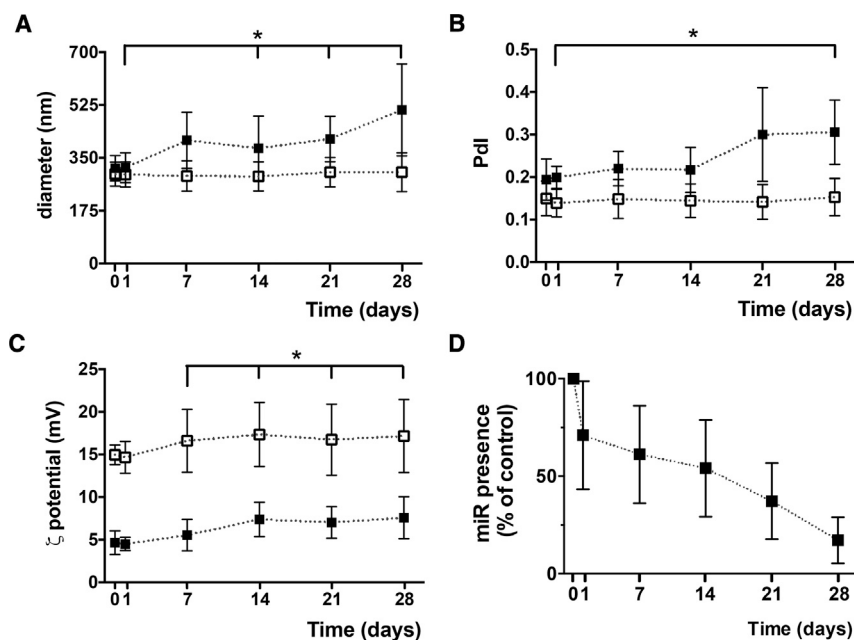 A
*
700
525
350
175
0
diameter (nm)
0 1 7 14 21 28
Time (days)
B
*
0.5
0.4
0.3
0.2
0.1
0.0
PdI
0 1 7 14 21 28
Time (days)
C
*
25
20
15
10
5
0
ζ potential (mV)
0 1 7 14 21 28
Time (days)
D
100
50
0
miR presence
(% of control)
0 1 7 14 21 28
Time (days)